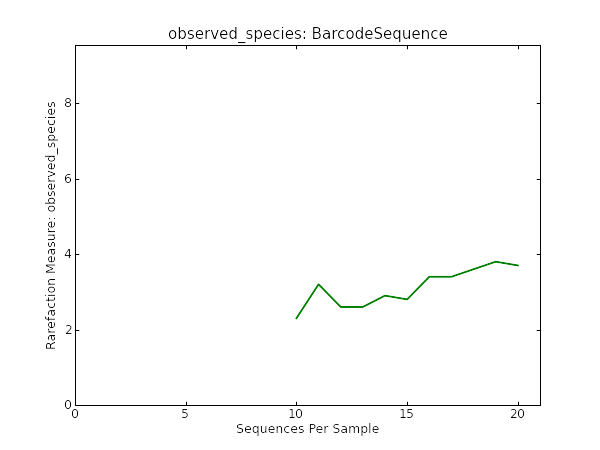 observed_species: BarcodeSequence
Rarefaction Measure: observed_species
8
6
4
2
0
0 5 10 15 20
Sequences Per Sample